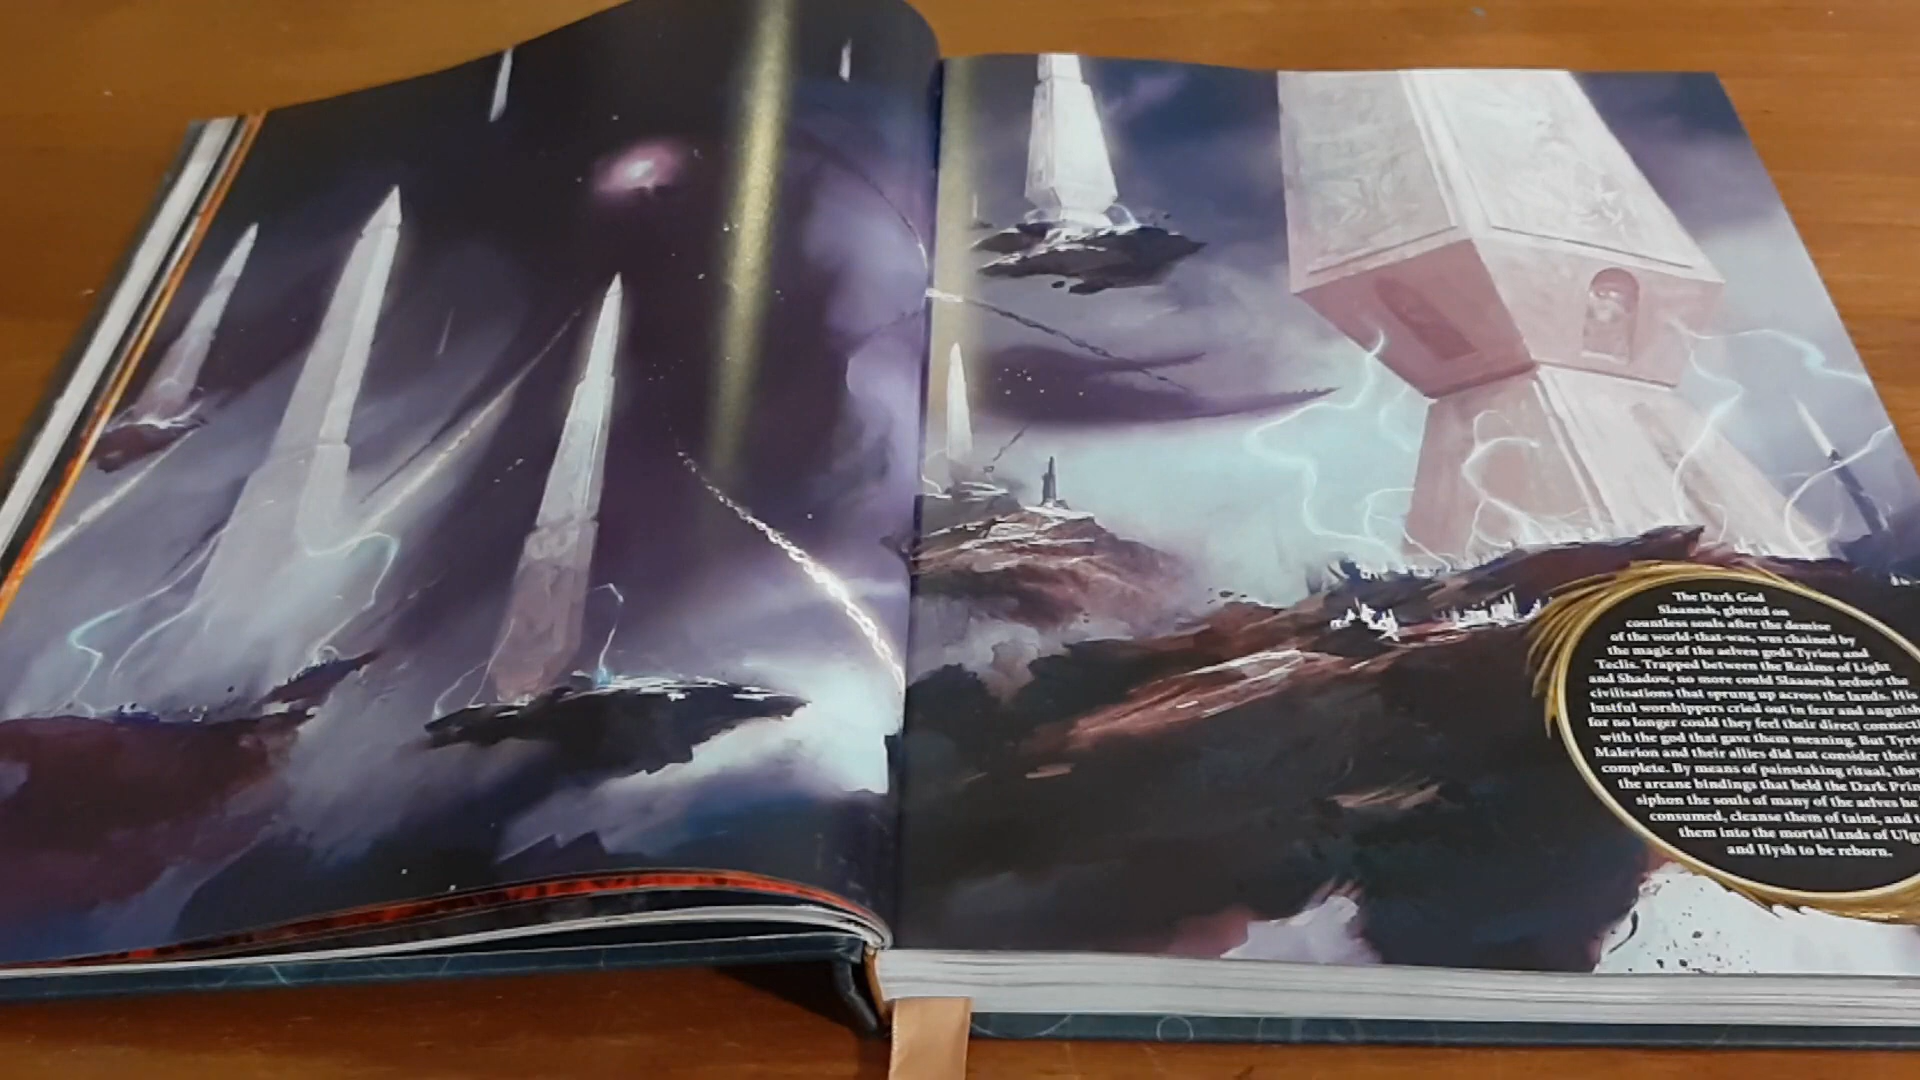 The Dark God
Slaanesh, glutted on
countless souls after the demise
of the world-that-was, was chained by
the magic of the aelven gods Tyrion and
Teclis. Trapped between the Realms of Light
and Shadow, no more could Slaanesh seduce the
civilisations that sprung up across the lands. His
lustful worshippers cried out in fear and anguish
for no longer could they feel their direct connecti
with the god that gave them meaning. But Tyri
Malerion and their allies did not consider their
complete. By means of painstaking ritual, they
the arcane bindings that held the Dark Prin
siphon the souls of many of the aelves he
consumed, cleanse them of taint, and
them into the mortal lands of Ulg
and Hysh to be reborn.